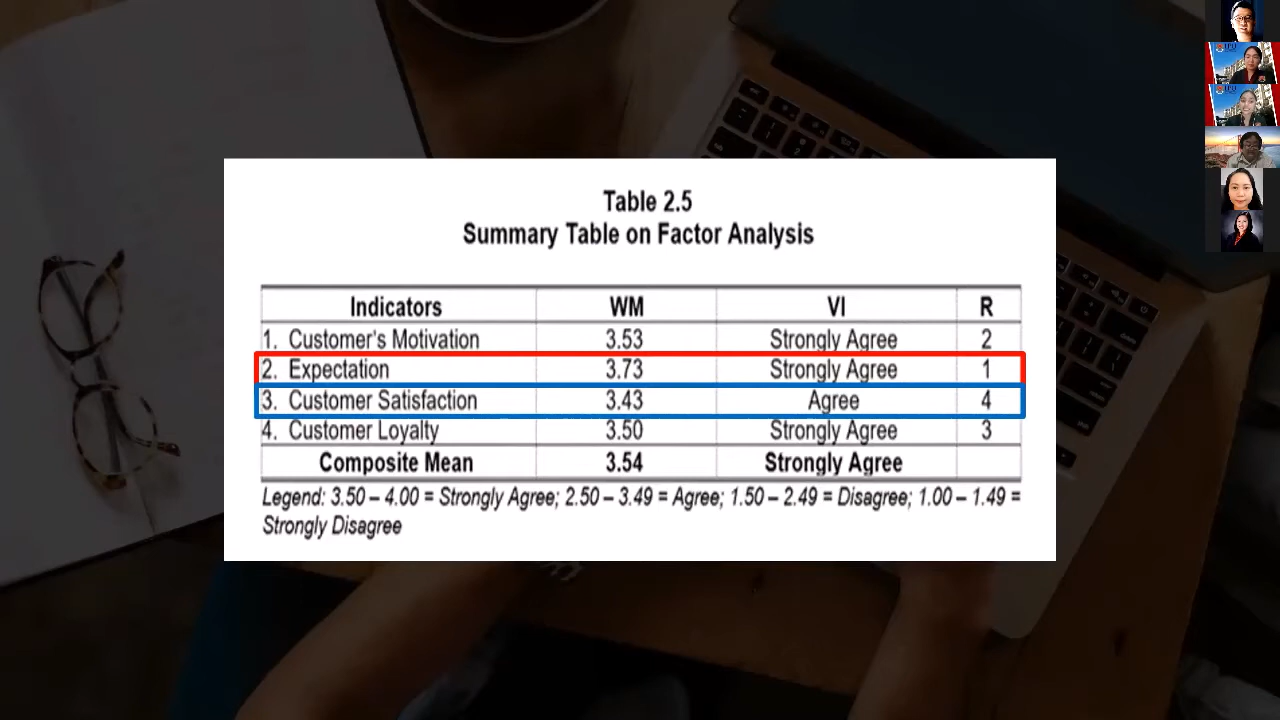 Table 2.5
Summary Table on Factor Analysis
Indicators WM VI R
1. Customer's Motivation 3.53 Strongly Agree 2
2. Expectation 3.73 Strongly Agree 1
3. Customer Satisfaction 3.43 Agree 4
4. Customer Loyalty 3.50 Strongly Agree 3
Composite Mean 3.54 Strongly Agree
Legend: 3.50 – 4.00 = Strongly Agree; 2.50 – 3.49 = Agree; 1.50 – 2.49 = Disagree; 1.00 – 1.49 =
Strongly Disagree